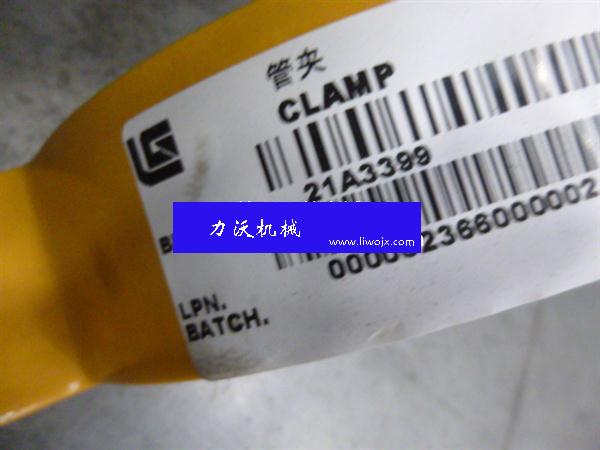 管夹
CLAMP
21A3399
力沃机械
www.liwojx.com
LPN.
BATCH.